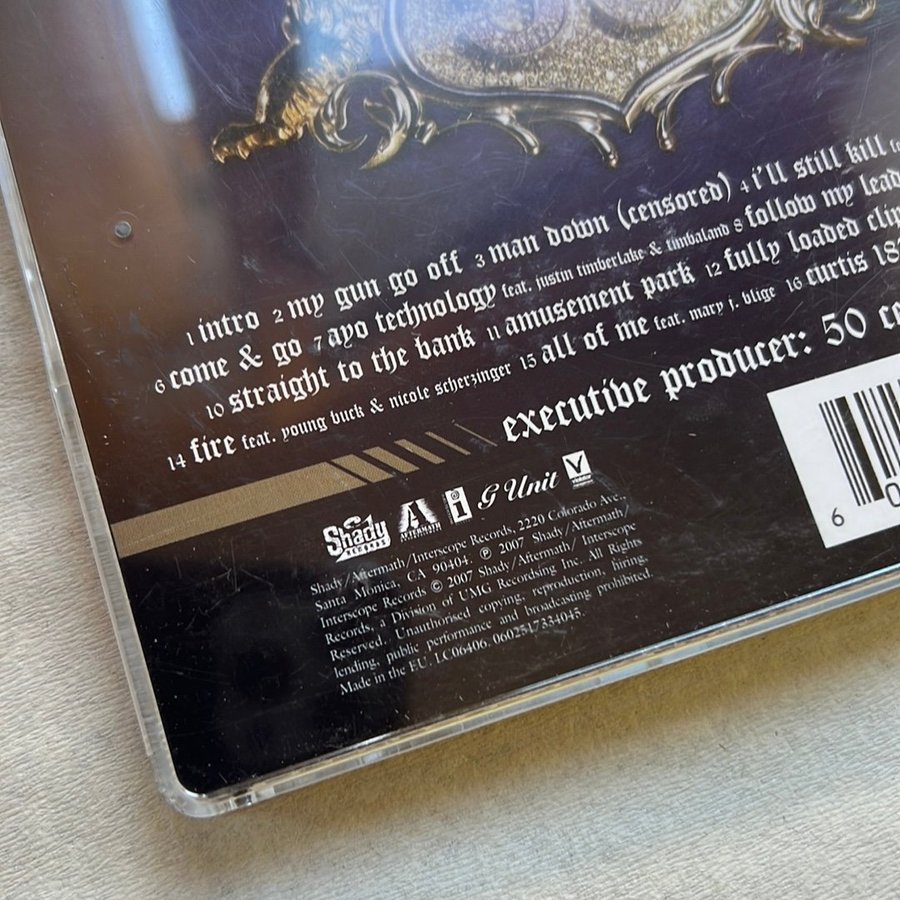 1 intro 2 my gun go off 3 man down (censored) 4 i'll still kill
6 come & go 7 ayo technology feat. justin timberlake & timbaland 8 follow my
10 straight to the bank 11 amusement park 12 fully loaded
14 fire feat. young buck & nicole scherzinger 15 all of me feat. mary j. blige 16 curtis
executive producer: 50
Shady RECORDS AFTERMATH i G Unit V
Shady/Aftermath/Interscope Records, 2220 Colorado Ave.,
Santa Monica, CA 90404. ℗ 2007 Shady/Aftermath/
Interscope Records © 2007 Shady/Aftermath/ Interscope
Records, a Division of UMG Recordsing Inc. All Rights
Reserved. Unauthorised copying, reproduction, hiring,
lending, public performance and broadcasting prohibited.
Made in the EU. LC06406. 0602517334045.
6 0